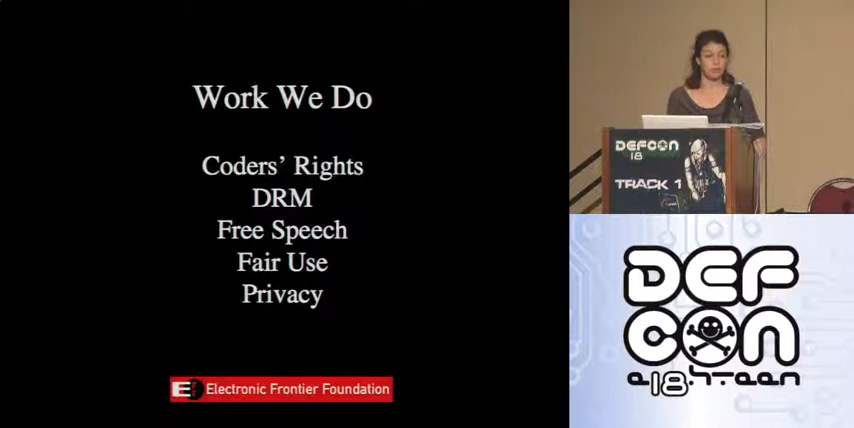 Work We Do
Coders' Rights
DRM
Free Speech
Fair Use
Privacy
Electronic Frontier Foundation
DEFCON
18
TRACK 1
DEF
CON
e18hteen